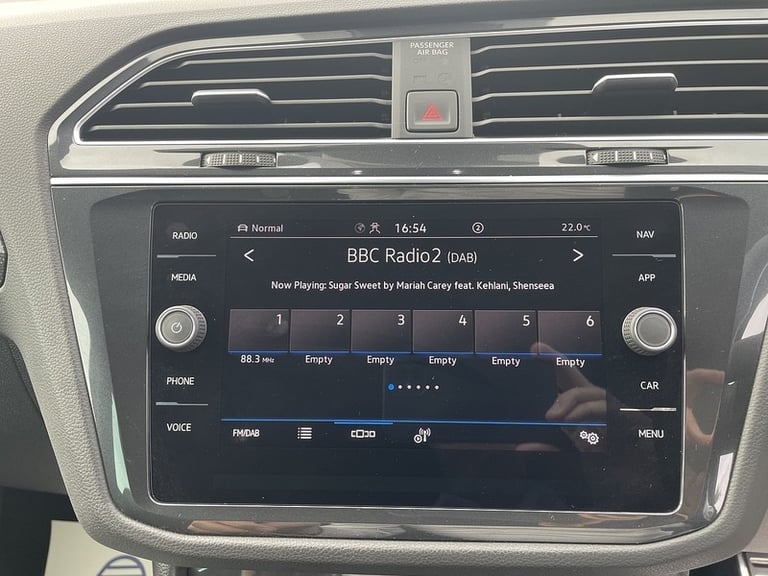 PASSENGER
AIR BAG
RADIO
MEDIA
PHONE
VOICE
Normal
16:54
2
22.0°C
< BBC Radio2 (DAB) >
Now Playing: Sugar Sweet by Mariah Carey feat. Kehlani, Shenseea
1 2 3 4 5 6
88.3 MHz Empty Empty Empty Empty Empty
FM/DAB
NAV
APP
CAR
MENU